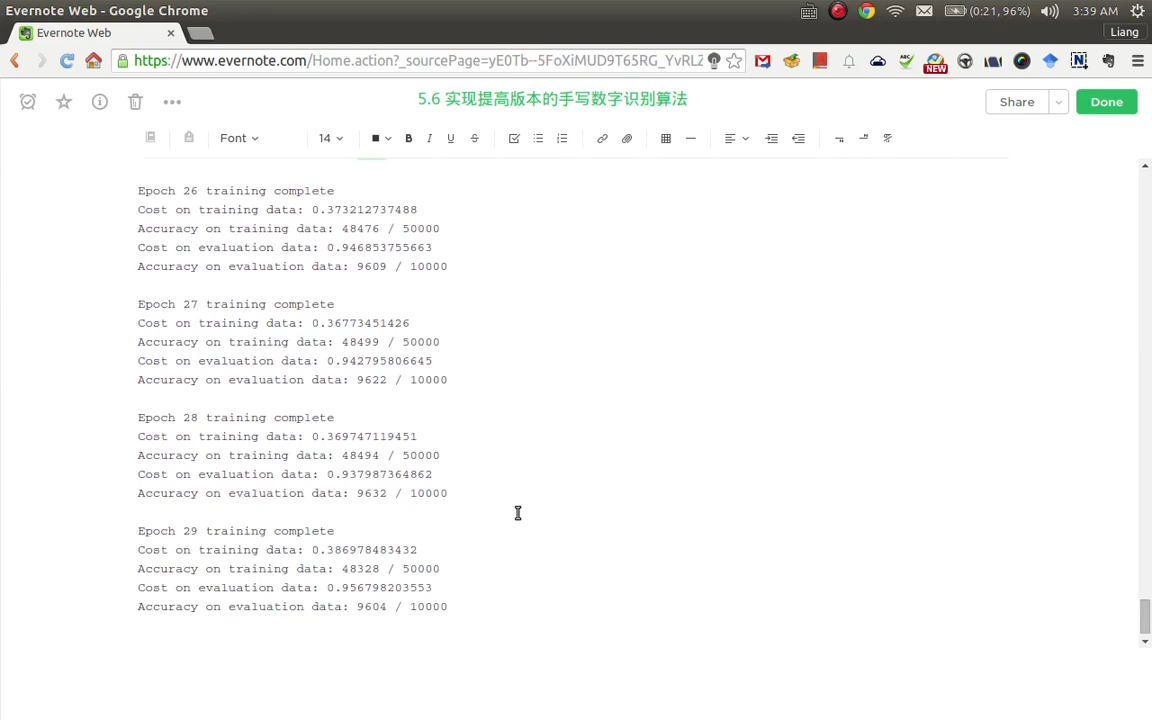 Evernote Web - Google Chrome
(0:21, 96%)
3:39 AM
Evernote Web
Liang
https://www.evernote.com/Home.action?_sourcePage=yE0Tb--5FoXiMUD9T65RG_YvRLZ
NEW
5.6 实现提高版本的手写数字识别算法
Share
Done
Font
14
B
I
U
Epoch 26 training complete
Cost on training data: 0.373212737488
Accuracy on training data: 48476 / 50000
Cost on evaluation data: 0.946853755663
Accuracy on evaluation data: 9609 / 10000
Epoch 27 training complete
Cost on training data: 0.36773451426
Accuracy on training data: 48499 / 50000
Cost on evaluation data: 0.942795806645
Accuracy on evaluation data: 9622 / 10000
Epoch 28 training complete
Cost on training data: 0.369747119451
Accuracy on training data: 48494 / 50000
Cost on evaluation data: 0.937987364862
Accuracy on evaluation data: 9632 / 10000
Epoch 29 training complete
Cost on training data: 0.386978483432
Accuracy on training data: 48328 / 50000
Cost on evaluation data: 0.956798203553
Accuracy on evaluation data: 9604 / 10000